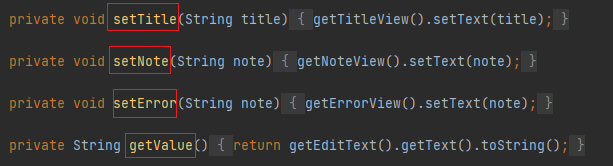 private void setTitle(String title) { getTitleView().setText(title); }
private void setNote(String note) { getNoteView().setText(note); }
private void setError(String note) { getErrorView().setText(note); }
private String getValue() { return getEditText().getText().toString(); }